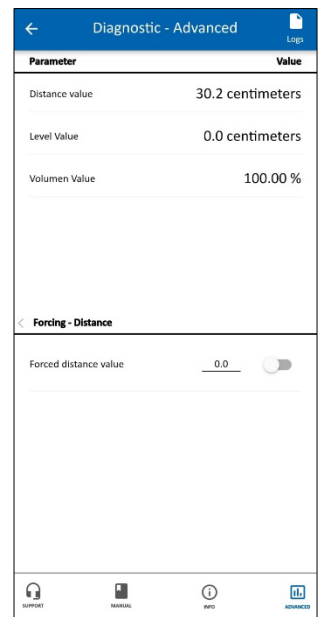 Diagnostic - Advanced
Logs
Parameter Value
Distance value 30.2 centimeters
Level Value 0.0 centimeters
Volumen Value 100.00 %
Forcing - Distance
Forced distance value 0.0
SUPPORT MANUAL INFO ADVANCED